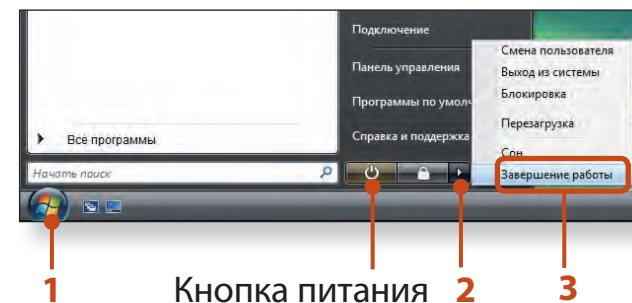 Подключение
Панель управления
Программы по умолч
Справка и поддержка
Смена пользователя
Выход из системы
Блокировка
Перезагрузка
Сон
Завершение работы
Все программы
Начать поиск
1 Кнопка питания 2 3